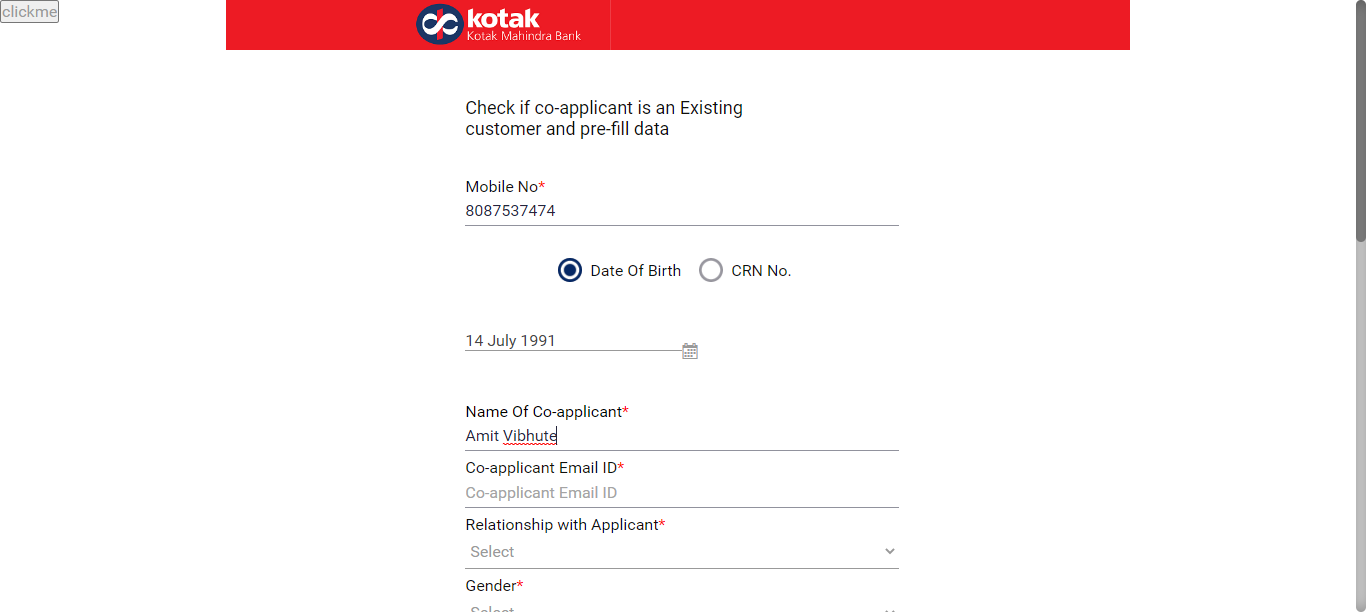 clickme
kotak
Kotak Mahindra Bank
Check if co-applicant is an Existing
customer and pre-fill data
Mobile No*
8087537474
Date Of Birth
CRN No.
14 July 1991
Name Of Co-applicant*
Amit Vibhute
Co-applicant Email ID*
Co-applicant Email ID
Relationship with Applicant*
Select
Gender*
Select